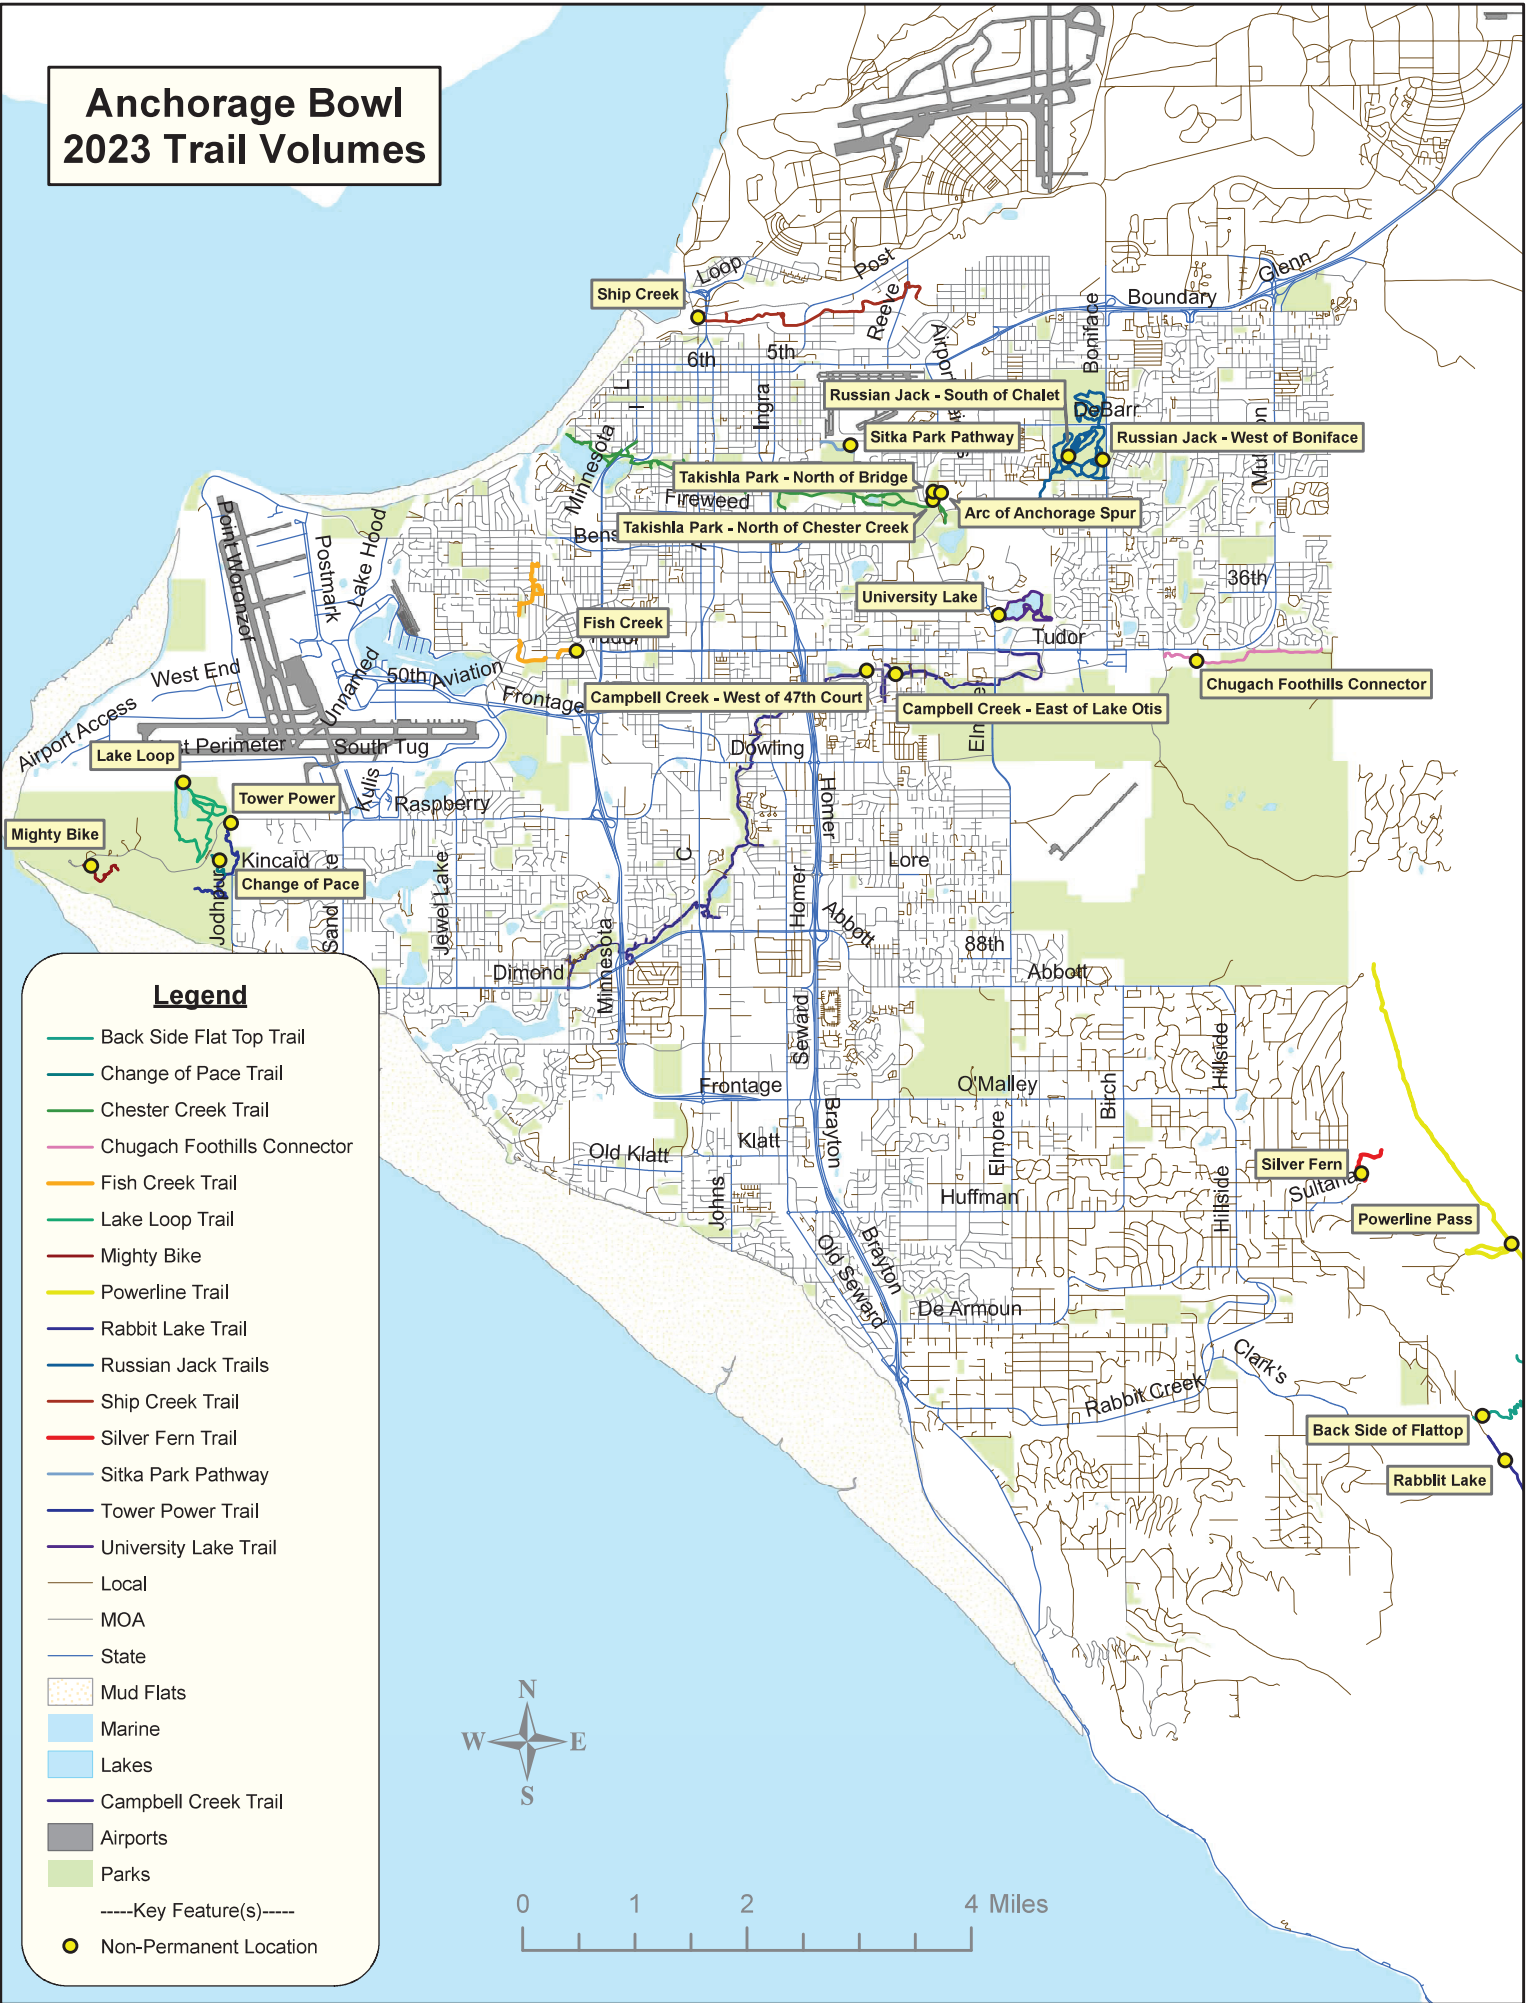 Anchorage Bowl
2023 Trail Volumes
Loop
Post
Glenn
Ship Creek
Reeve
Boniface
Boundary
6th
5th
Airpor
L
I
Ingra
Russian Jack - South of Chalet
DeBarr
Minnesota
Sitka Park Pathway
Russian Jack - West of Boniface
Takishla Park - North of Bridge
Fireweed
Arc of Anchorage Spur
Takishla Park - North of Chester Creek
Bens
Point Woronzof
Postmark
Lake Hood
36th
University Lake
Fish Creek
Tudor
Tudor
West End
Unnamed
50th
Aviation
Frontage
Campbell Creek - West of 47th Court
Campbell Creek - East of Lake Otis
Chugach Foothills Connector
Airport Access
t Perimeter
South Tug
Dowling
Lake Loop
Kulis
Raspberry
Homer
Tower Power
Mighty Bike
Kincaid
Change of Pace
C
Lore
Jodhpur
Sand
ke
Jewel Lake
Homer
Abbott
88th
Abbott
Dimond
Minnesota
Seward
Hillside
Frontage
O'Malley
Birch
Brayton
Old Klatt
Klatt
Elmore
Johns
Silver Fern
Sultana
Huffman
Hillside
Powerline Pass
Old Seward
Brayton
De Armoun
Clark's
Rabbit Creek
Back Side of Flattop
Rabblit Lake
Legend
Back Side Flat Top Trail
Change of Pace Trail
Chester Creek Trail
Chugach Foothills Connector
Fish Creek Trail
Lake Loop Trail
Mighty Bike
Powerline Trail
Rabbit Lake Trail
Russian Jack Trails
Ship Creek Trail
Silver Fern Trail
Sitka Park Pathway
Tower Power Trail
University Lake Trail
Local
MOA
State
Mud Flats
Marine
Lakes
Campbell Creek Trail
Airports
Parks
-----Key Feature(s)-----
Non-Permanent Location
N
W E
S
0 1 2 4 Miles